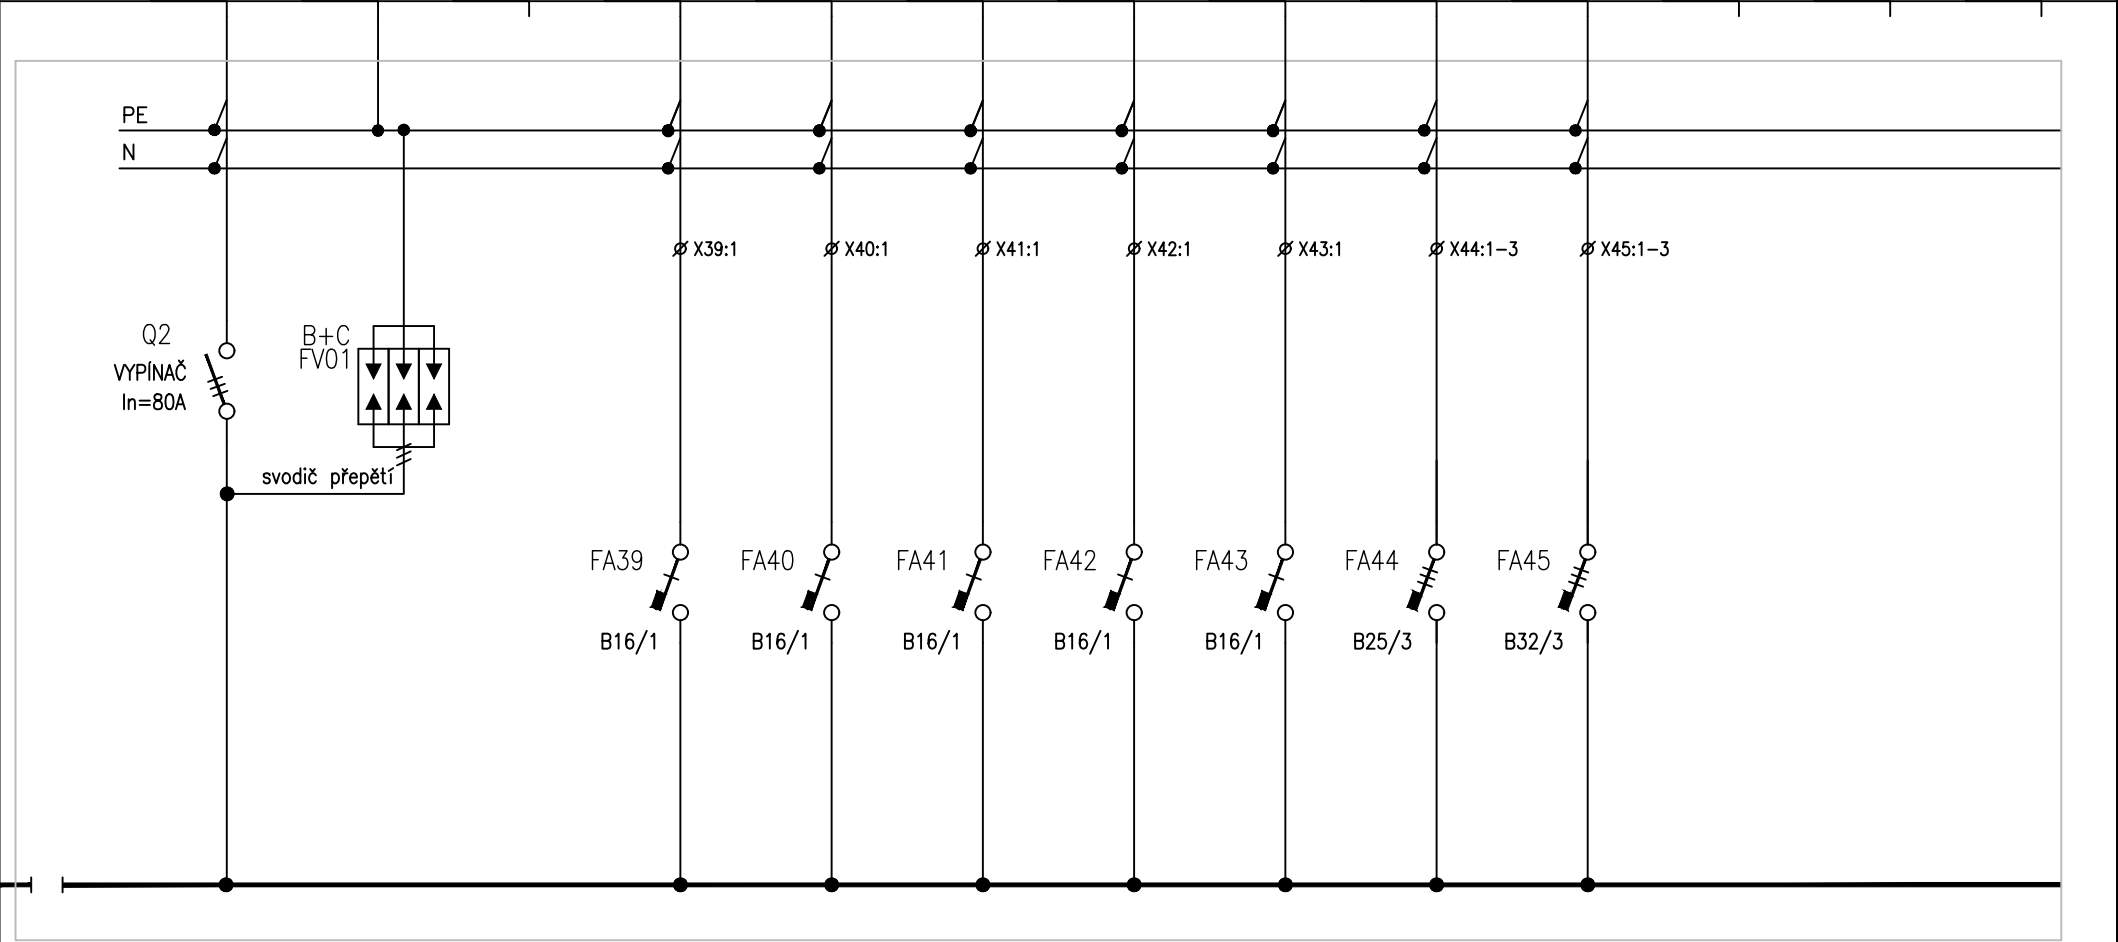 PE
N
X39:1
X40:1
X41:1
X42:1
X43:1
X44:1-3
X45:1-3
Q2
VYPÍNAČ
In=80A
B+C
FV01
svodič přepětí
FA39
FA40
FA41
FA42
FA43
FA44
FA45
B16/1
B16/1
B16/1
B16/1
B16/1
B25/3
B32/3